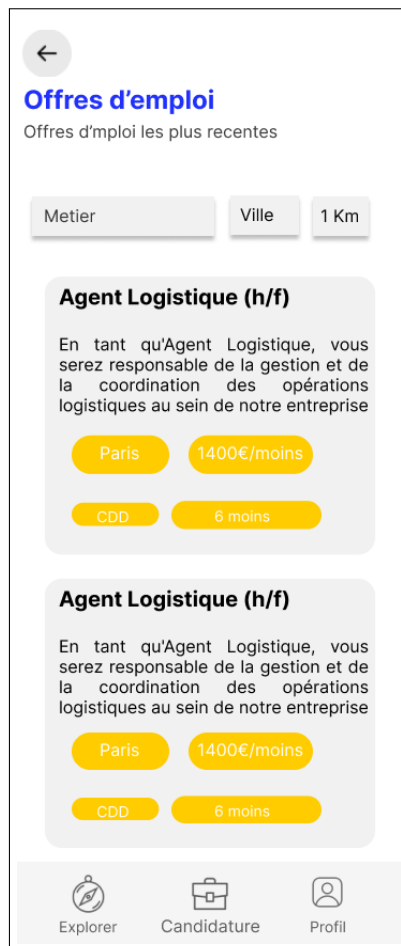 Offres d'emploi
Offres d'mploi les plus recentes
Metier Ville 1 Km
Agent Logistique (h/f)
En tant qu'Agent Logistique, vous
serez responsable de la gestion et de
la coordination des opérations
logistiques au sein de notre entreprise
Paris 1400€/moins
CDD 6 moins
Agent Logistique (h/f)
En tant qu'Agent Logistique, vous
serez responsable de la gestion et de
la coordination des opérations
logistiques au sein de notre entreprise
Paris 1400€/moins
CDD 6 moins
Explorer Candidature Profil